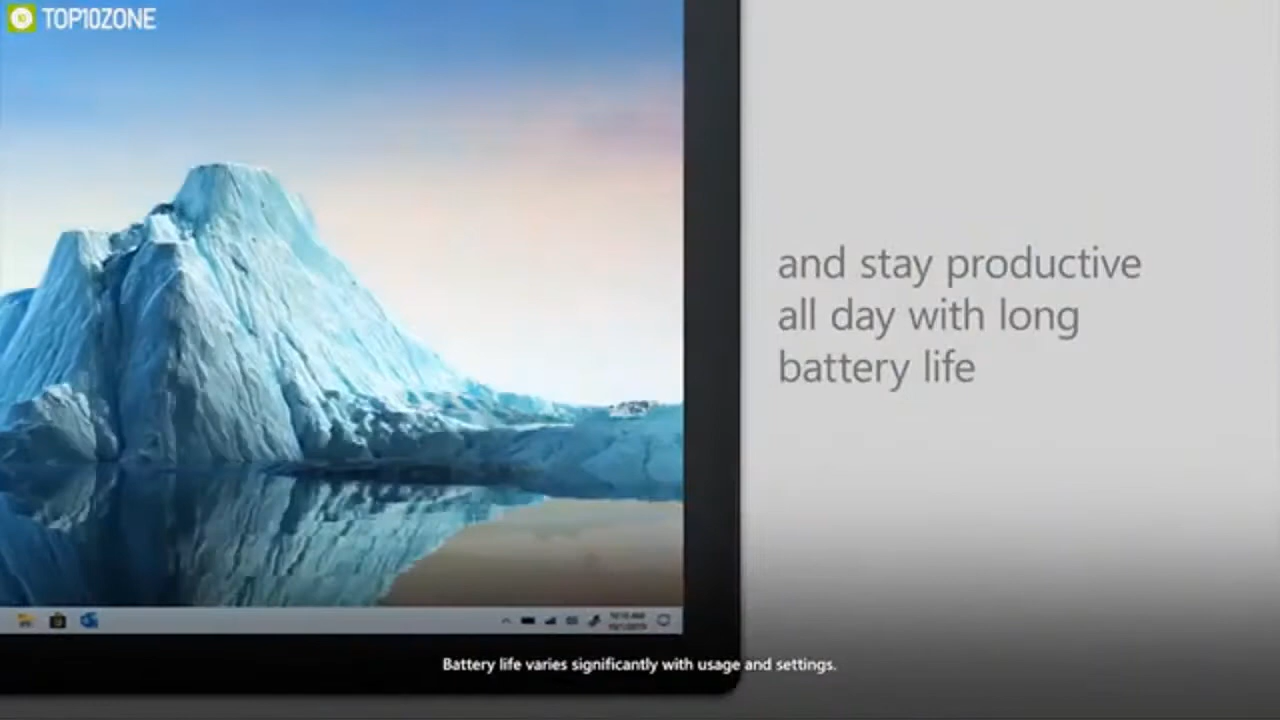 TOP10ZONE
and stay productive
all day with long
battery life
Battery life varies significantly with usage and settings.